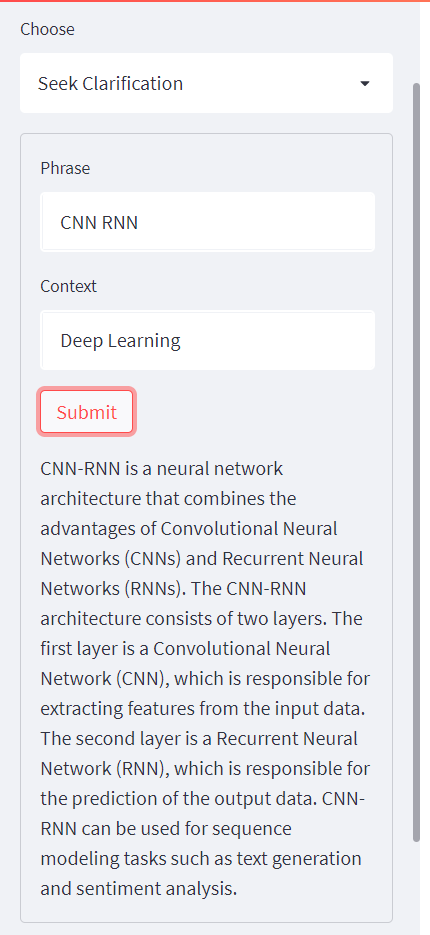 Choose
Seek Clarification
Phrase
CNN RNN
Context
Deep Learning
Submit
CNN-RNN is a neural network
architecture that combines the
advantages of Convolutional Neural
Networks (CNNs) and Recurrent Neural
Networks (RNNs). The CNN-RNN
architecture consists of two layers. The
first layer is a Convolutional Neural
Network (CNN), which is responsible for
extracting features from the input data.
The second layer is a Recurrent Neural
Network (RNN), which is responsible for
the prediction of the output data. CNN-
RNN can be used for sequence
modeling tasks such as text generation
and sentiment analysis.